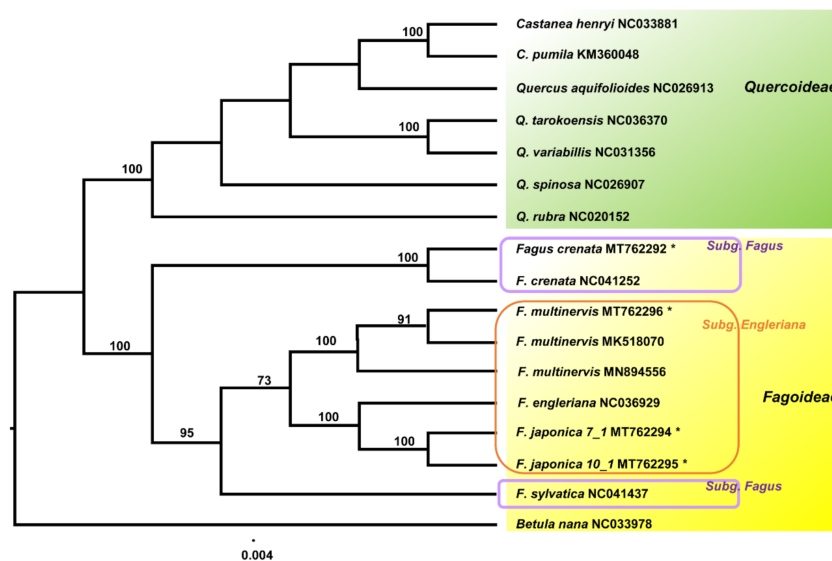 Castanea henryi NC033881
100
C. pumila KM360048
Quercus aquifolioides NC026913
Quercoideae
Q. tarokoensis NC036370
100
Q. variabillis NC031356
100
Q. spinosa NC026907
Q. rubra NC020152
Fagus crenata MT762292 *
Subg. Fagus
100
F. crenata NC041252
F. multinervis MT762296 *
91
Subg. Engleriana
F. multinervis MK518070
100
100
F. multinervis MN894556
73
Fagoideae
F. engleriana NC036929
100
F. japonica 7_1 MT762294 *
95
100
F. japonica 10_1 MT762295 *
F. sylvatica NC041437
Subg. Fagus
Betula nana NC033978
0.004